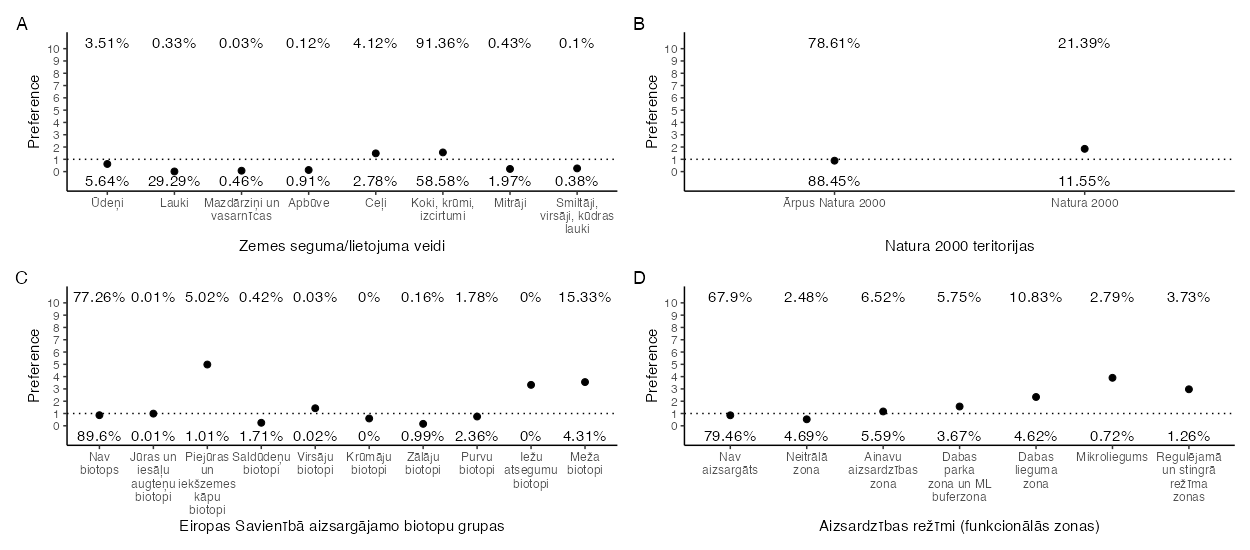 A
3.51% 0.33% 0.03% 0.12% 4.12% 91.36% 0.43% 0.1%
10
9
8
7
6
5
4
3
2
1
0
Preference
5.64% 29.29% 0.46% 0.91% 2.78% 58.58% 1.97% 0.38%
Ūdeņi Lauki Mazdārziņi un Apbūve Ceļi Koki, krūmi, Mitrāji Smiltāji,
vasarnīcas izcirtumi virsāji, kūdras
lauki
Zemes seguma/lietojuma veidi
B
78.61% 21.39%
10
9
8
7
6
5
4
3
2
1
0
Preference
88.45% 11.55%
Ārpus Natura 2000 Natura 2000
Natura 2000 teritorijas
C
77.26% 0.01% 5.02% 0.42% 0.03% 0% 0.16% 1.78% 0% 15.33%
10
9
8
7
6
5
4
3
2
1
0
Preference
89.6% 0.01% 1.01% 1.71% 0.02% 0% 0.99% 2.36% 0% 4.31%
Nav Jūras un Piejūras Saldūdeņu Virsāju Krūmāju Zālāju Purvu Iežu Meža
biotops iesāļu un biotopi biotopi biotopi biotopi biotopi atsegumu biotopi
augteņu iekšzemes biotopi
biotopi kāpu
biotopi
Eiropas Savienībā aizsargājamo biotopu grupas
D
67.9% 2.48% 6.52% 5.75% 10.83% 2.79% 3.73%
10
9
8
7
6
5
4
3
2
1
0
Preference
79.46% 4.69% 5.59% 3.67% 4.62% 0.72% 1.26%
Nav Neitrālā Ainavu Dabas Dabas Mikroliegums Regulējamā
aizsargāts zona aizsardzības parka lieguma un stingrā
zona zona un ML zona režīma
buferzona zonas
Aizsardzības režīmi (funkcionālās zonas)